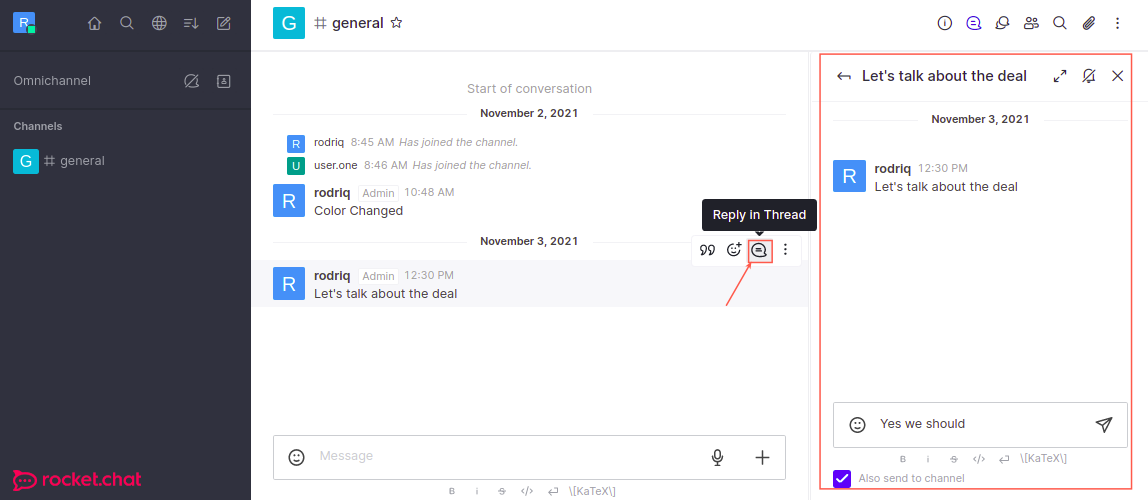 R
G general
Omnichannel
Channels
G general
Start of conversation
November 2, 2021
R rodriq 8:45 AM Has joined the channel.
U user.one 8:46 AM Has joined the channel.
R rodriq Admin 10:48 AM
Color Changed
Reply in Thread
November 3, 2021
R rodriq Admin 12:30 PM
Let's talk about the deal
Message
B i S </> \[KaTeX\]
rocket.chat
Let's talk about the deal
November 3, 2021
R rodriq 12:30 PM
Let's talk about the deal
Yes we should
B i S </> \[KaTeX\]
Also send to channel